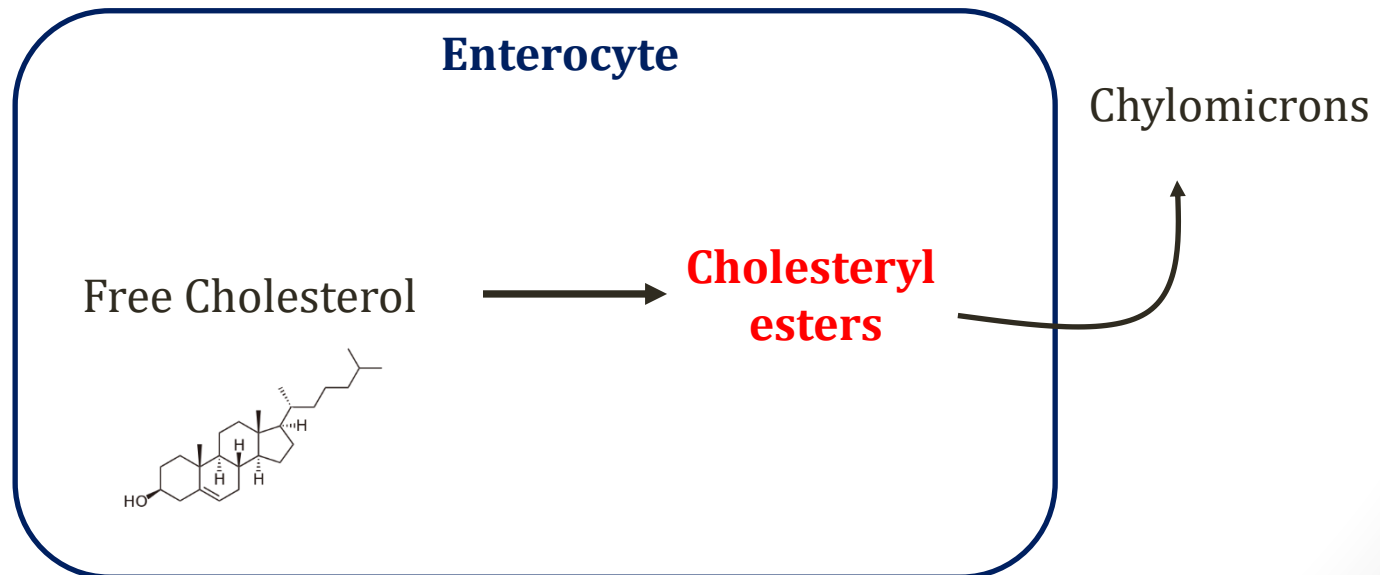 Enterocyte
Chylomicrons
Free Cholesterol
Cholesteryl
esters
H
H
H
H
HO